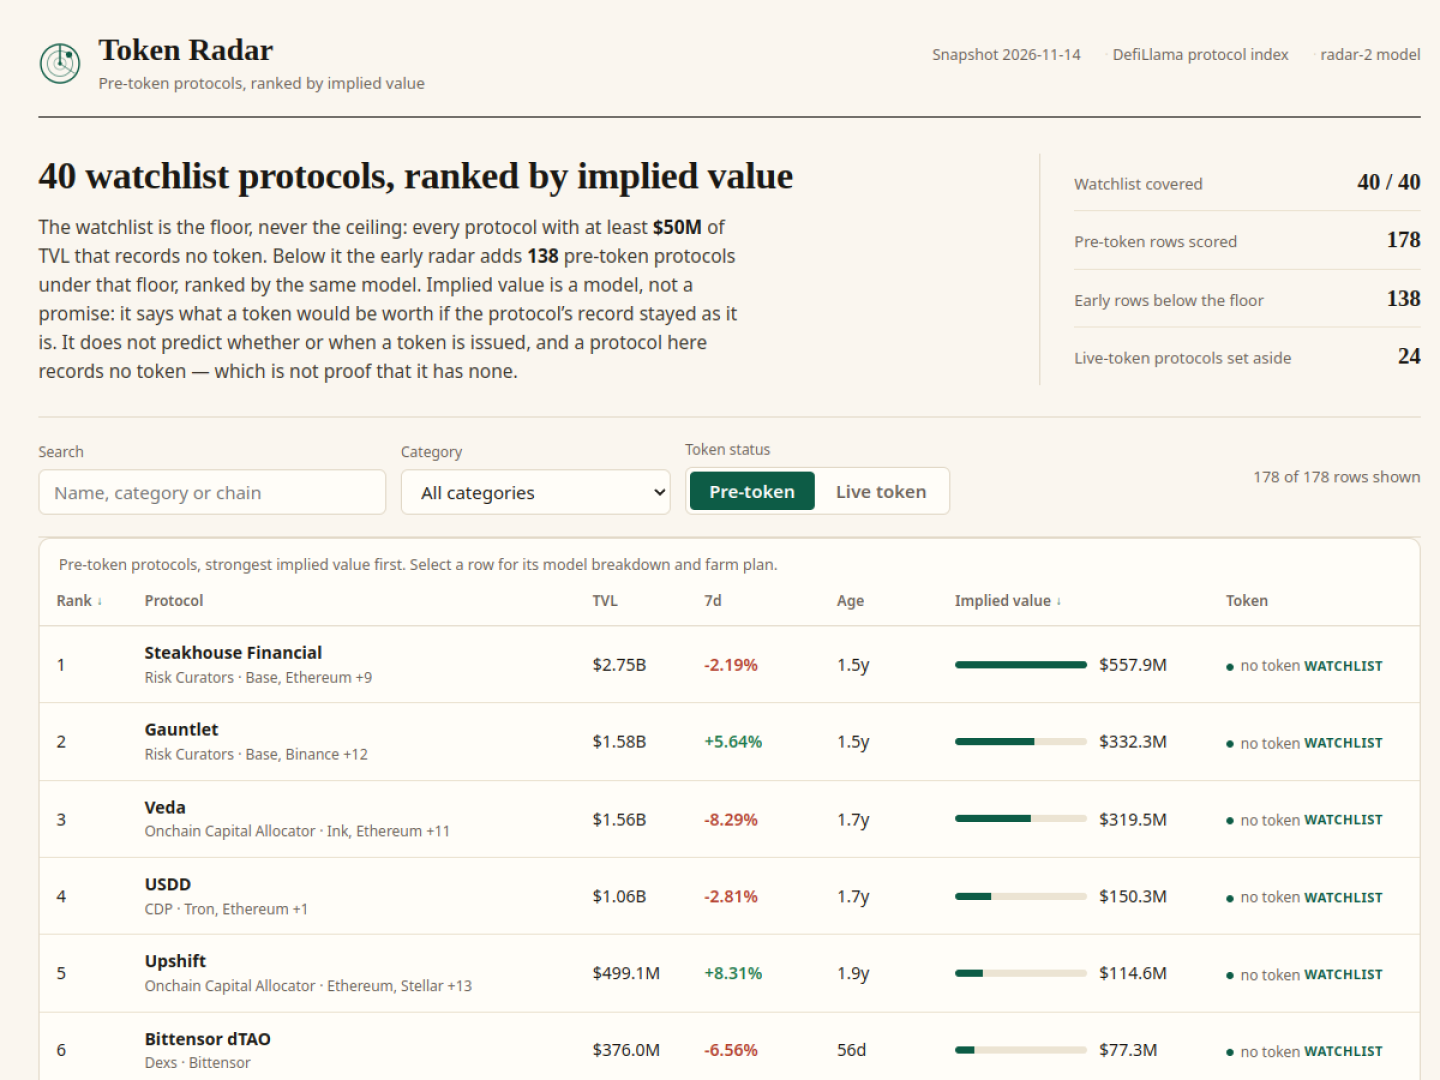 Token Radar
Pre-token protocols, ranked by implied value
Snapshot 2026-11-14 · DefiLlama protocol index · radar-2 model
40 watchlist protocols, ranked by implied value
The watchlist is the floor, never the ceiling: every protocol with at least $50M of
TVL that records no token. Below it the early radar adds 138 pre-token protocols
under that floor, ranked by the same model. Implied value is a model, not a
promise: it says what a token would be worth if the protocol’s record stayed as it
is. It does not predict whether or when a token is issued, and a protocol here
records no token — which is not proof that it has none.
Watchlist covered 40 / 40
Pre-token rows scored 178
Early rows below the floor 138
Live-token protocols set aside 24
Search
Name, category or chain
Category
All categories
Token status
Pre-token Live token
178 of 178 rows shown
Pre-token protocols, strongest implied value first. Select a row for its model breakdown and farm plan.
Rank ↓ Protocol TVL 7d Age Implied value ↓ Token
1 Steakhouse Financial $2.75B -2.19% 1.5y $557.9M no token WATCHLIST
Risk Curators · Base, Ethereum +9
2 Gauntlet $1.58B +5.64% 1.5y $332.3M no token WATCHLIST
Risk Curators · Base, Binance +12
3 Veda $1.56B -8.29% 1.7y $319.5M no token WATCHLIST
Onchain Capital Allocator · Ink, Ethereum +11
4 USDD $1.06B -2.81% 1.7y $150.3M no token WATCHLIST
CDP · Tron, Ethereum +1
5 Upshift $499.1M +8.31% 1.9y $114.6M no token WATCHLIST
Onchain Capital Allocator · Ethereum, Stellar +13
6 Bittensor dTAO $376.0M -6.56% 56d $77.3M no token WATCHLIST
Dexs · Bittensor